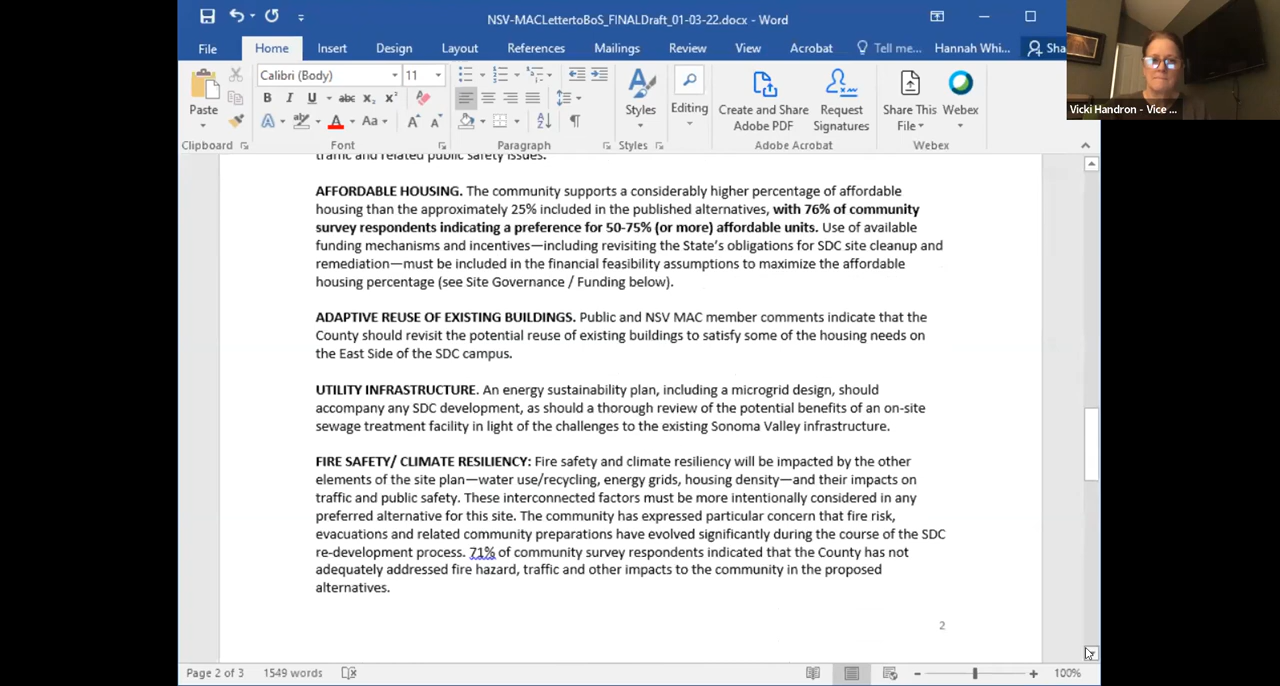 NSV-MACLettertoBoS_FINALDraft_01-03-22.docx - Word
File
Home
Insert
Design
Layout
References
Mailings
Review
View
Acrobat
Tell me...
Hannah Whi...
Sha
Vicki Handron - Vice ...
Calibri (Body)
11
Paste
Styles
Editing
Create and Share
Adobe PDF
Request
Signatures
Share This
File
Webex
Clipboard
Font
Paragraph
Styles
Adobe Acrobat
Webex
traffic and related public safety issues.
AFFORDABLE HOUSING. The community supports a considerably higher percentage of affordable
housing than the approximately 25% included in the published alternatives, with 76% of community
survey respondents indicating a preference for 50-75% (or more) affordable units. Use of available
funding mechanisms and incentives—including revisiting the State's obligations for SDC site cleanup and
remediation—must be included in the financial feasibility assumptions to maximize the affordable
housing percentage (see Site Governance / Funding below).
ADAPTIVE REUSE OF EXISTING BUILDINGS. Public and NSV MAC member comments indicate that the
County should revisit the potential reuse of existing buildings to satisfy some of the housing needs on
the East Side of the SDC campus.
UTILITY INFRASTRUCTURE. An energy sustainability plan, including a microgrid design, should
accompany any SDC development, as should a thorough review of the potential benefits of an on-site
sewage treatment facility in light of the challenges to the existing Sonoma Valley infrastructure.
FIRE SAFETY/ CLIMATE RESILIENCY: Fire safety and climate resiliency will be impacted by the other
elements of the site plan—water use/recycling, energy grids, housing density—and their impacts on
traffic and public safety. These interconnected factors must be more intentionally considered in any
preferred alternative for this site. The community has expressed particular concern that fire risk,
evacuations and related community preparations have evolved significantly during the course of the SDC
re-development process. 71% of community survey respondents indicated that the County has not
adequately addressed fire hazard, traffic and other impacts to the community in the proposed
alternatives.
2
Page 2 of 3
1549 words
100%